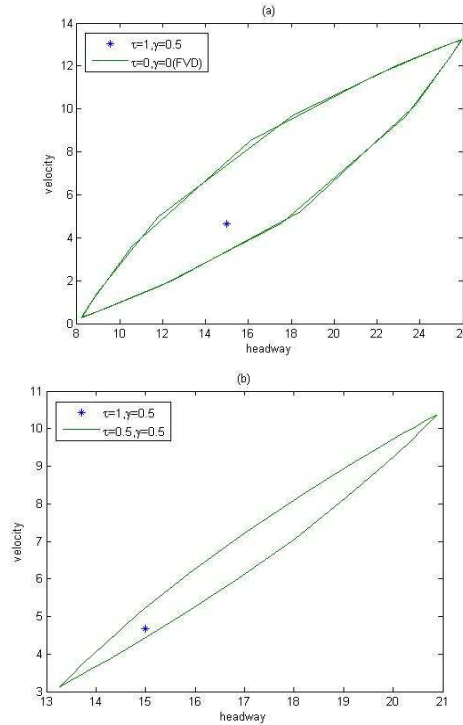 (a)
14
12
10
8
6
4
2
0
velocity
τ=1,γ=0.5
τ=0,γ=0(FVD)
8 10 12 14 16 18 20 22 24 26
headway
(b)
11
10
9
8
7
6
5
4
3
velocity
τ=1,γ=0.5
τ=0.5,γ=0.5
13 14 15 16 17 18 19 20 21
headway